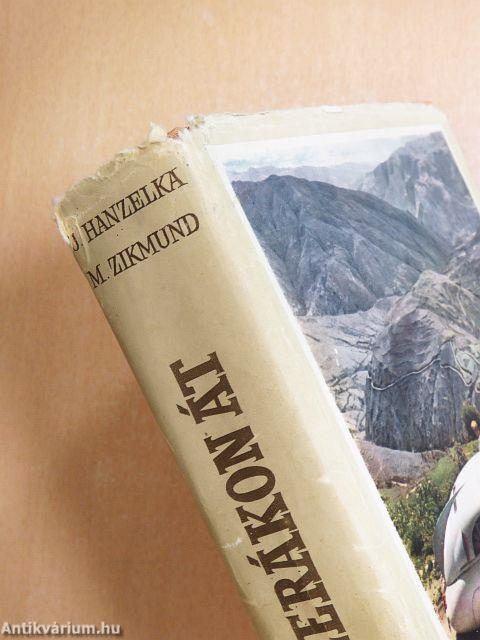 J. HANZELKA
M. ZIKMUND
ERÁKON ÁT
Antikvárium.hu